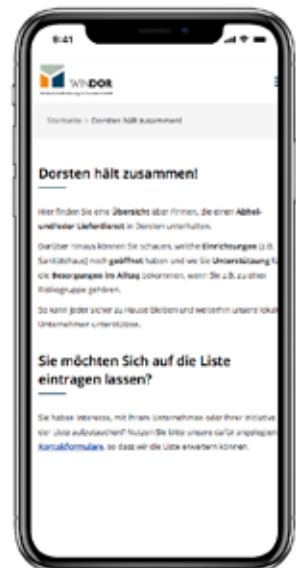 9:41
WINDOR
Startseite > Dorsten hält zusammen!
Dorsten hält zusammen!
Hier finden Sie eine Übersicht über Firmen, die einen Abhol-
und/oder Lieferdienst in Dorsten unterhalten.
Darüber hinaus können Sie schauen, welche Einrichtungen (z.B.
Sanitätshaus) noch geöffnet haben und wo Sie Unterstützung für
die Besorgungen im Alltag bekommen, wenn Sie z.B. zu einer
Risikogruppe gehören.
So kann jeder sicher zu Hause bleiben und weiterhin unsere lokalen
Unternehmen unterstützen.
Sie möchten Sich auf die Liste
eintragen lassen?
Sie haben Interesse, mit Ihrem Unternehmen oder Ihrer Initiative
der Liste aufzutauchen? Nutzen Sie bitte unsere dafür angelegten
Kontaktformulare, so dass wir die Liste erweitern können.